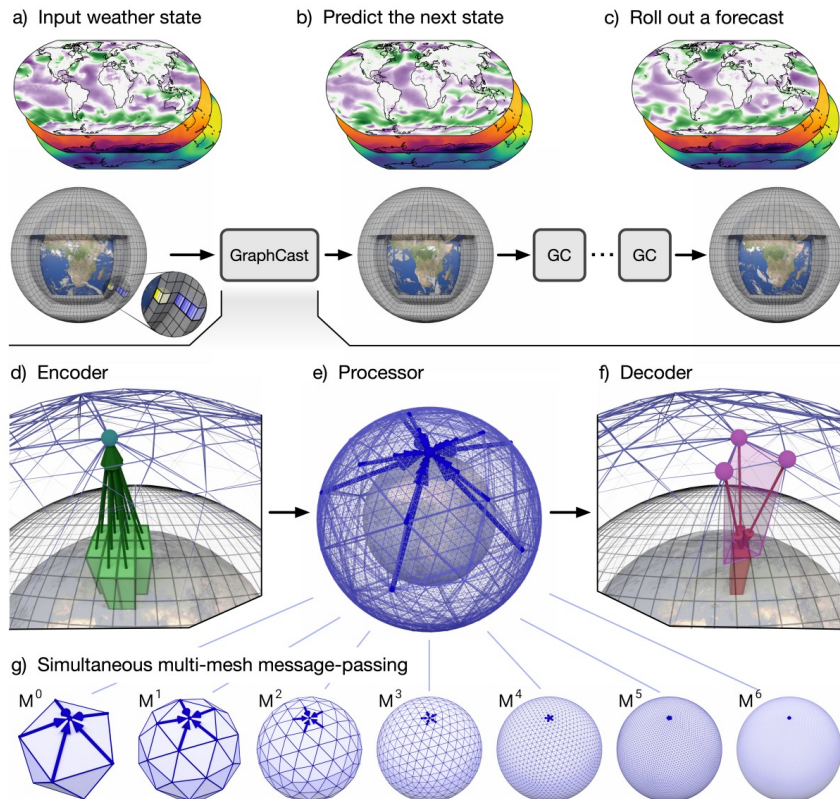 a) Input weather state
b) Predict the next state
c) Roll out a forecast
GraphCast
GC
GC
d) Encoder
e) Processor
f) Decoder
g) Simultaneous multi-mesh message-passing
M⁰
M¹
M²
M³
M⁴
M⁵
M⁶